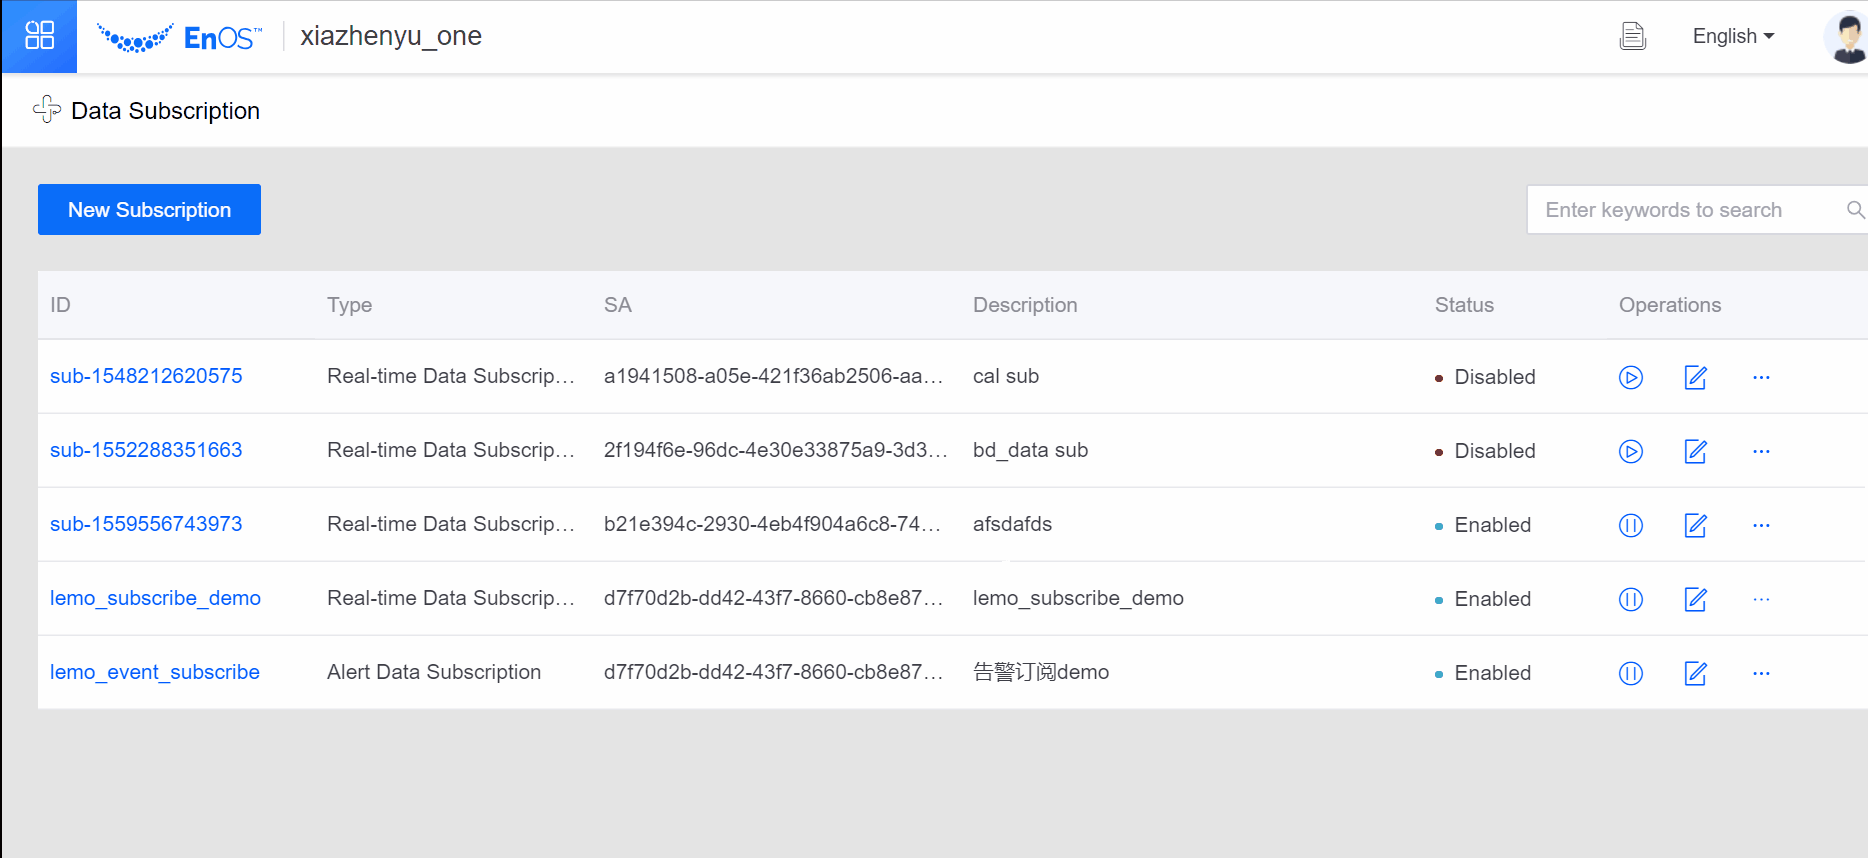 EnOS™ xiazhenyu_one English
Data Subscription
New Subscription Enter keywords to search
ID Type SA Description Status Operations
sub-1548212620575 Real-time Data Subscrip... a1941508-a05e-421f36ab2506-aa... cal sub Disabled
sub-1552288351663 Real-time Data Subscrip... 2f194f6e-96dc-4e30e33875a9-3d3... bd_data sub Disabled
sub-1559556743973 Real-time Data Subscrip... b21e394c-2930-4eb4f904a6c8-74... afsdafds Enabled
lemo_subscribe_demo Real-time Data Subscrip... d7f70d2b-dd42-43f7-8660-cb8e87... lemo_subscribe_demo Enabled
lemo_event_subscribe Alert Data Subscription d7f70d2b-dd42-43f7-8660-cb8e87... 告警订阅demo Enabled